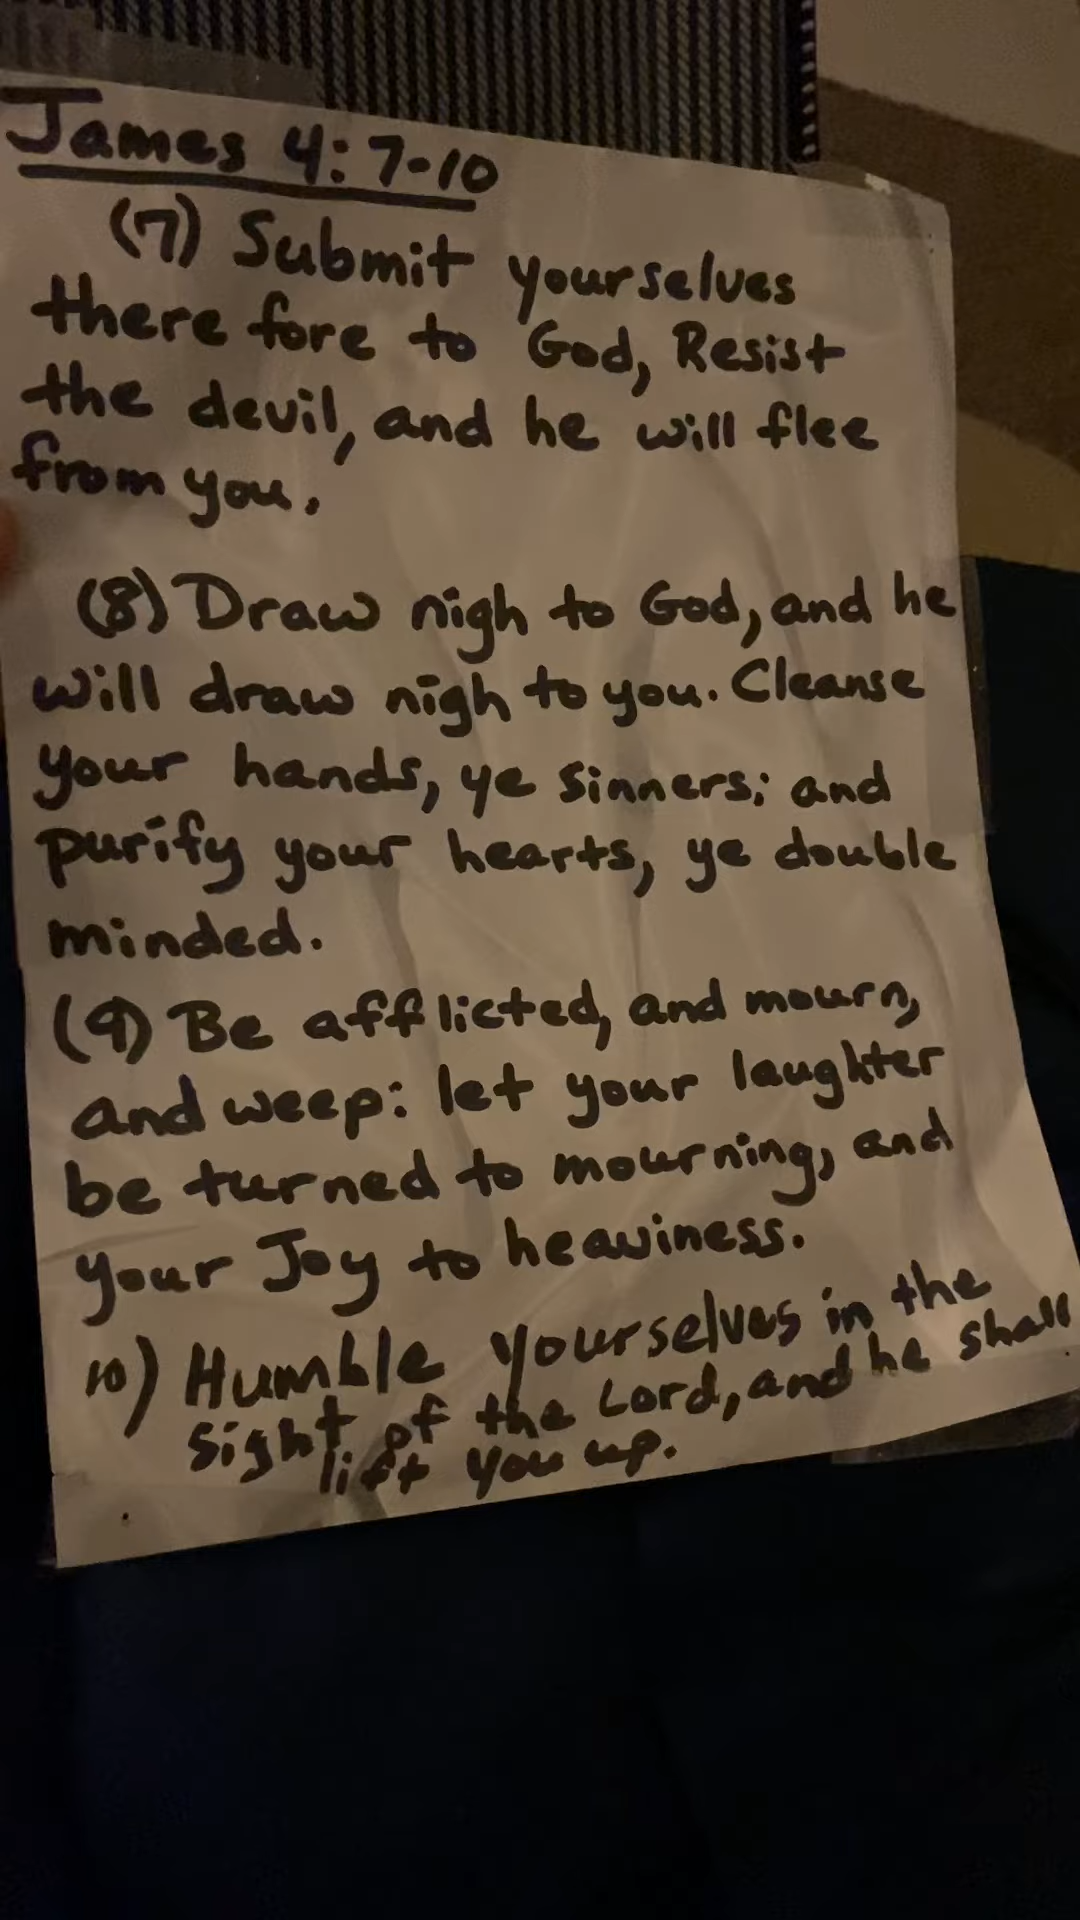 James 4:7-10
(7) Submit yourselves
there fore to God, Resist
the devil, and he will flee
from you.
(8) Draw nigh to God, and he
will draw nigh to you. Cleanse
your hands, ye sinners; and
purify your hearts, ye double
minded.
(9) Be afflicted, and mourn,
and weep: let your laughter
be turned to mourning, and
your Joy to heaviness.
10) Humble yourselves in the
sight of the Lord, and he shall
lift you up.